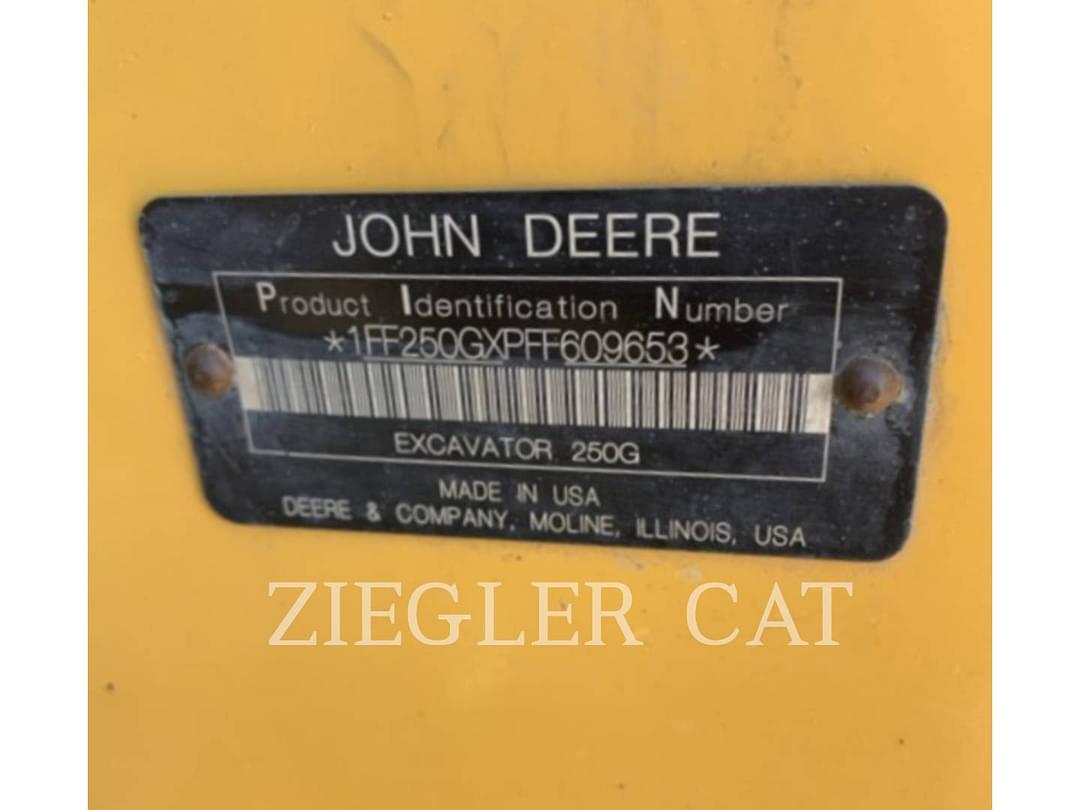 JOHN DEERE
Product Identification Number
*1FF250GXPFF609653*
EXCAVATOR 250G
MADE IN USA
DEERE & COMPANY, MOLINE, ILLINOIS, USA
ZIEGLER CAT